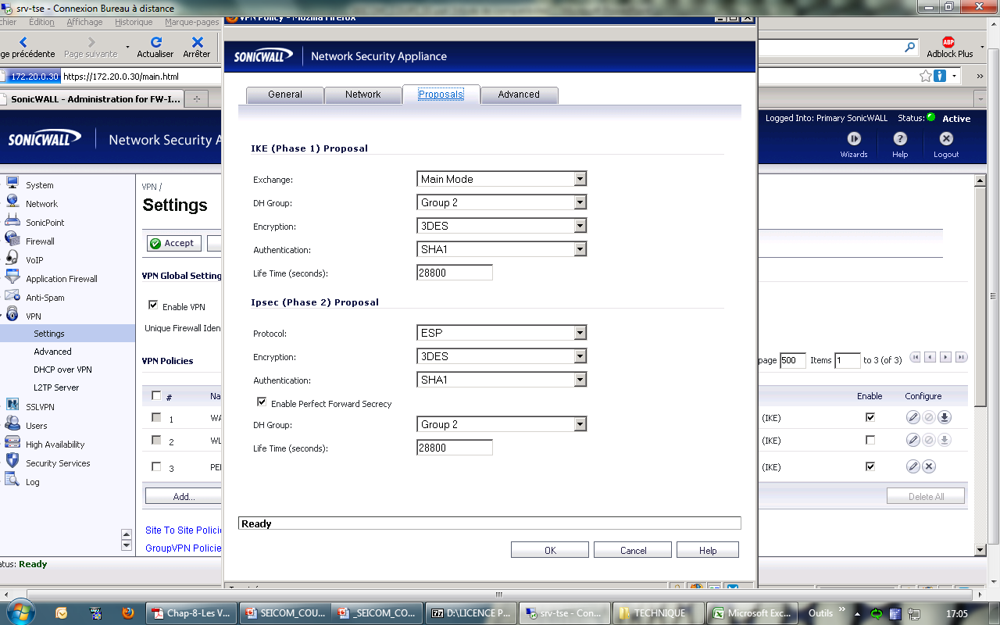 srv-tse - Connexion Bureau à distance
VPN Policy - Mozilla Firefox
chier Édition Affichage Historique Marque-pages
ge précédente Page suivante Actualiser Arrêter
ABP
Adblock Plus
172.20.0.30 https://172.20.0.30/main.html
SonicWALL - Administration for FW-I...
SONICWALL Network Security Appliance
General Network Proposals Advanced
SONICWALL Network Security A
Logged Into: Primary SonicWALL Status: Active
Wizards Help Logout
System
Network
SonicPoint
Firewall
VoIP
Application Firewall
Anti-Spam
VPN
Settings
Advanced
DHCP over VPN
L2TP Server
SSLVPN
Users
High Availability
Security Services
Log
VPN /
Settings
Accept
VPN Global Setting
Enable VPN
Unique Firewall Iden
VPN Policies
# Na
1 WA
2 WL
3 PE
Add...
Site To Site Polici
GroupVPN Policie
IKE (Phase 1) Proposal
Exchange: Main Mode
DH Group: Group 2
Encryption: 3DES
Authentication: SHA1
Life Time (seconds): 28800
Ipsec (Phase 2) Proposal
Protocol: ESP
Encryption: 3DES
Authentication: SHA1
Enable Perfect Forward Secrecy
DH Group: Group 2
Life Time (seconds): 28800
Ready
OK Cancel Help
page 500 Items 1 to 3 (of 3)
Enable Configure
(IKE)
(IKE)
(IKE)
Delete All
atus: Ready
Chap-8-Les V... SEICOM_COU... _SEICOM_CO... D:\LICENCE P... srv-tse - Con... TECHNIQUE Microsoft Exc... Outils » 17:05